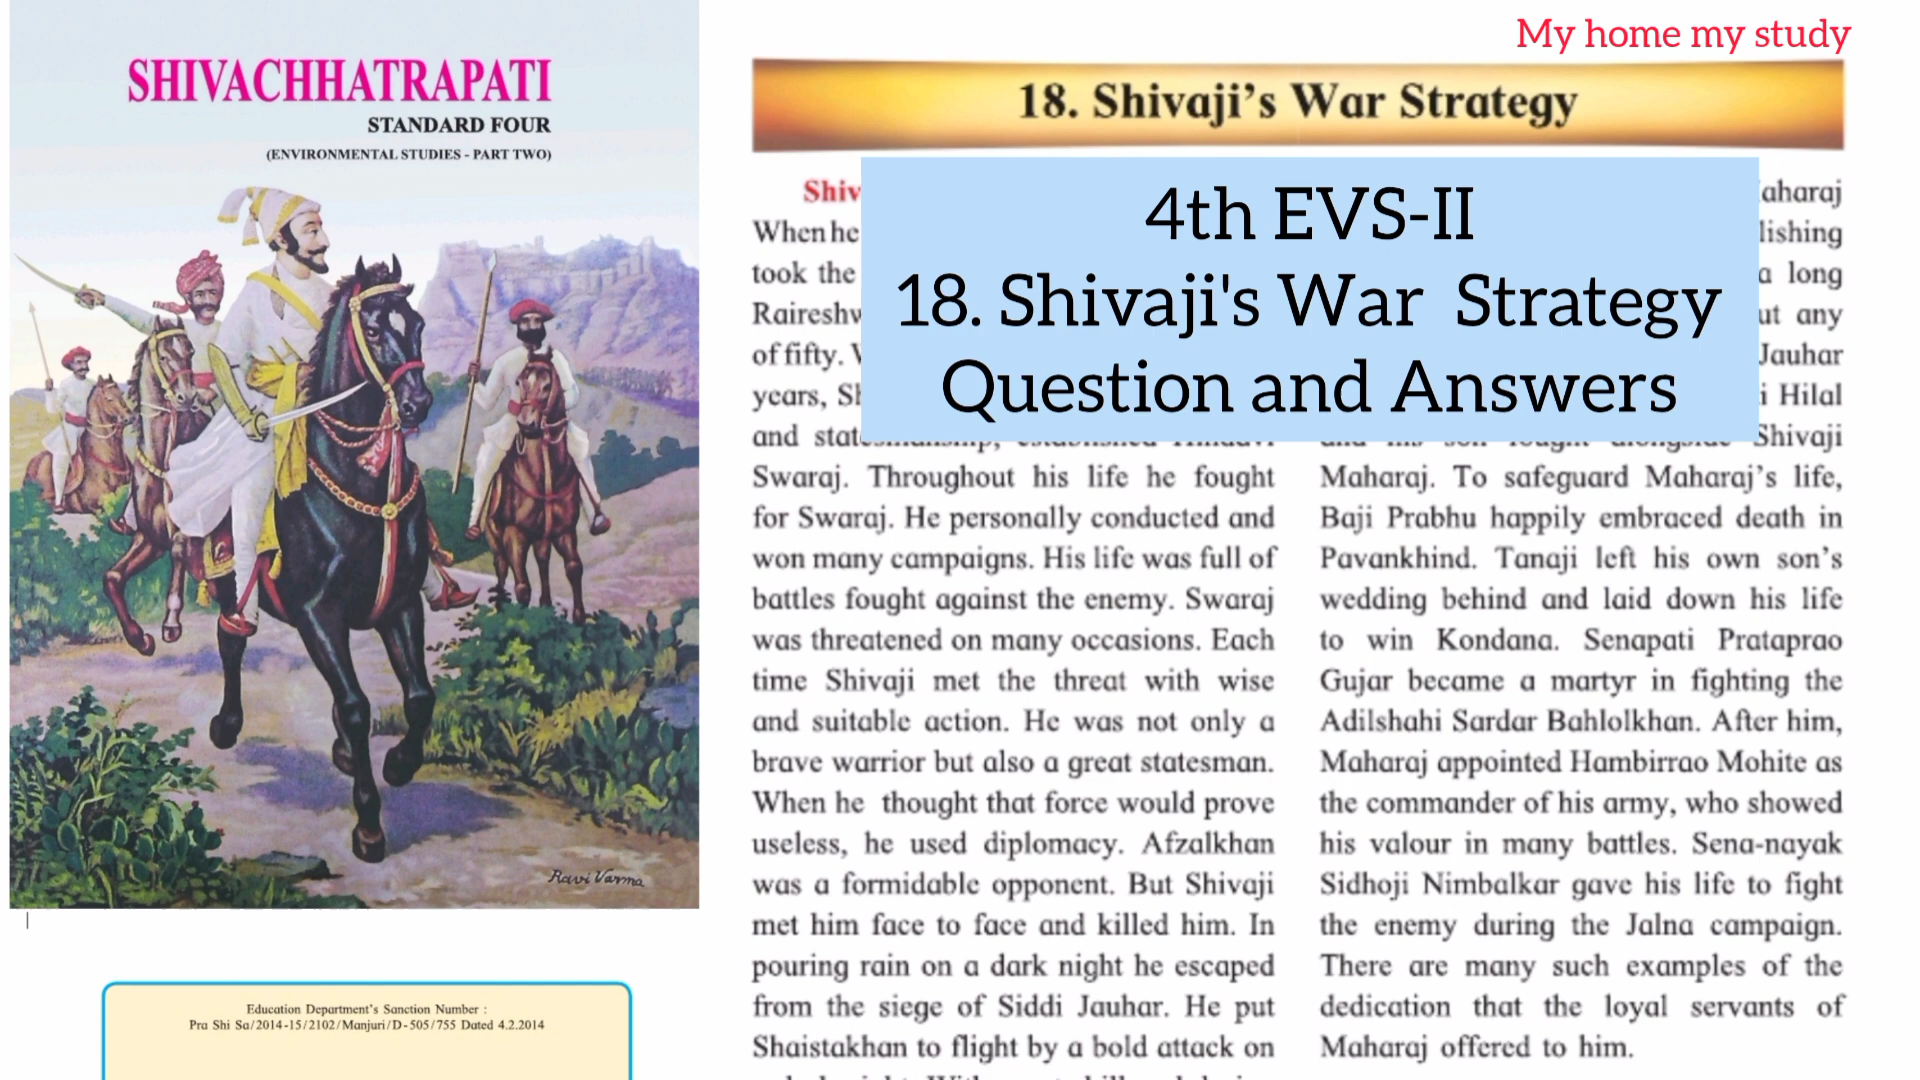 My home my study
SHIVACHHATRAPATI
STANDARD FOUR
(ENVIRONMENTAL STUDIES - PART TWO)
Ravi Varma
Education Department's Sanction Number :
Pra Shi Sa/2014-15/2102/Manjuri/D-505/755 Dated 4.2.2014
18. Shivaji's War Strategy
4th EVS-II
18. Shivaji's War Strategy
Question and Answers
Shiv
When he
took the
Raireshw
of fifty.
years,
and
Swaraj. Throughout his life he fought
for Swaraj. He personally conducted and
won many campaigns. His life was full of
battles fought against the enemy. Swaraj
was threatened on many occasions. Each
time Shivaji met the threat with wise
and suitable action. He was not only a
brave warrior but also a great statesman.
When he thought that force would prove
useless, he used diplomacy. Afzalkhan
was a formidable opponent. But Shivaji
met him face to face and killed him. In
pouring rain on a dark night he escaped
from the siege of Siddi Jauhar. He put
Shaistakhan to flight by a bold attack on
aharaj
lishing
a long
ut any
Jauhar
i Hilal
Shivaji
Maharaj. To safeguard Maharaj's life,
Baji Prabhu happily embraced death in
Pavankhind. Tanaji left his own son's
wedding behind and laid down his life
to win Kondana. Senapati Prataprao
Gujar became a martyr in fighting the
Adilshahi Sardar Bahlolkhan. After him,
Maharaj appointed Hambirrao Mohite as
the commander of his army, who showed
his valour in many battles. Sena-nayak
Sidhoji Nimbalkar gave his life to fight
the enemy during the Jalna campaign.
There are many such examples of the
dedication that the loyal servants of
Maharaj offered to him.